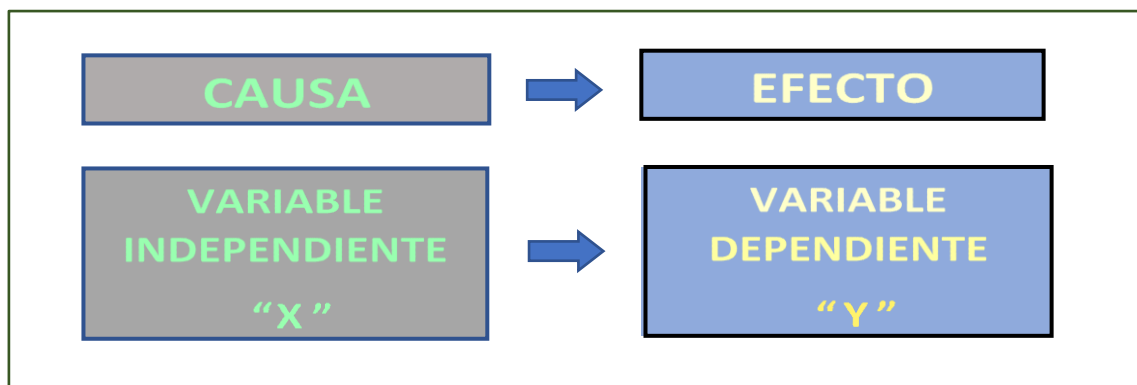 CAUSA
EFECTO
VARIABLE
INDEPENDIENTE
“X”
VARIABLE
DEPENDIENTE
“Y”